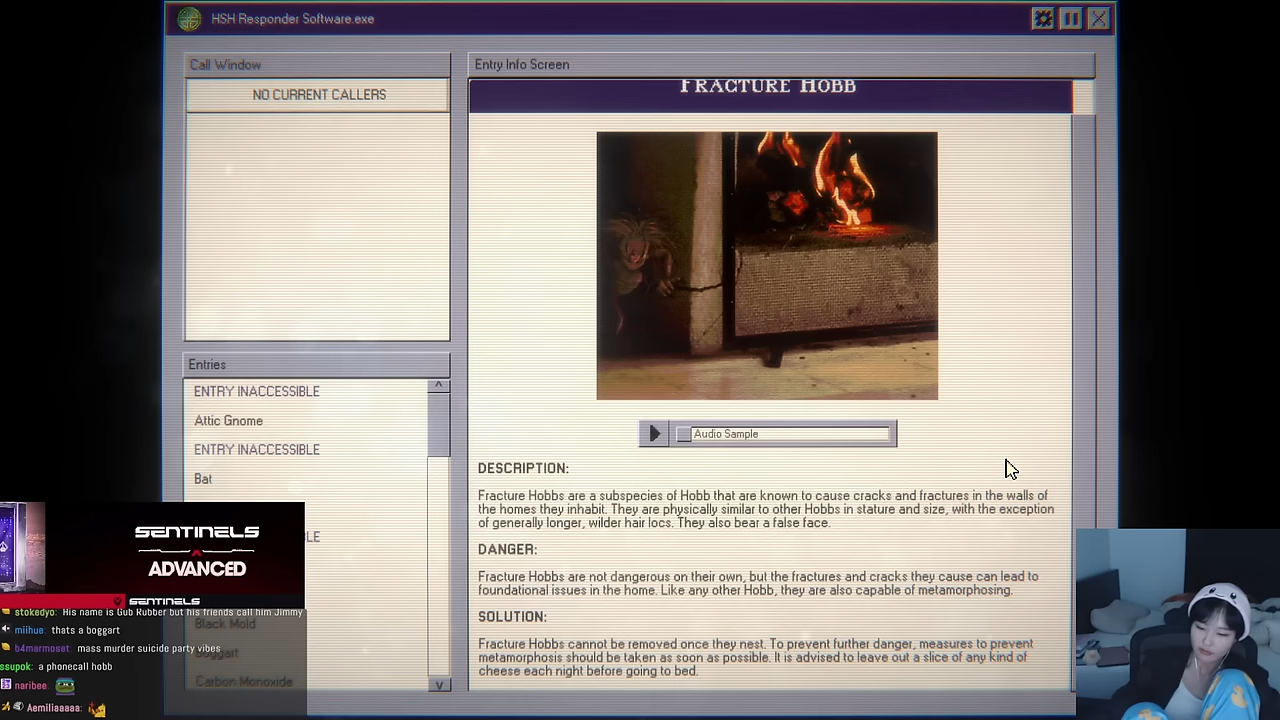 HSH Responder Software.exe
Call Window
NO CURRENT CALLERS
Entries
ENTRY INACCESSIBLE
Attic Gnome
ENTRY INACCESSIBLE
Bat
LE
Black Mold
Boggart
Carbon Monoxide
Entry Info Screen
FRACTURE HOBB
Audio Sample
DESCRIPTION:
Fracture Hobbs are a subspecies of Hobb that are known to cause cracks and fractures in the walls of
the homes they inhabit. They are physically similar to other Hobbs in stature and size, with the exception
of generally longer, wilder hair locs. They also bear a false face.
DANGER:
Fracture Hobbs are not dangerous on their own, but the fractures and cracks they cause can lead to
foundational issues in the home. Like any other Hobb, they are also capable of metamorphosing.
SOLUTION:
Fracture Hobbs cannot be removed once they nest. To prevent further danger, measures to prevent
metamorphosis should be taken as soon as possible. It is advised to leave out a slice of any kind of
cheese each night before going to bed.
SENTINELS
ADVANCED
SENTINELS
stokedyo: His name is Gub Rubber but his friends call him Jimmy
miihue: thats a boggart
b4marmoset: mass murder suicide party vibes
ssupok: a phonecall hobb
naribee:
Aemiliaaaaa: